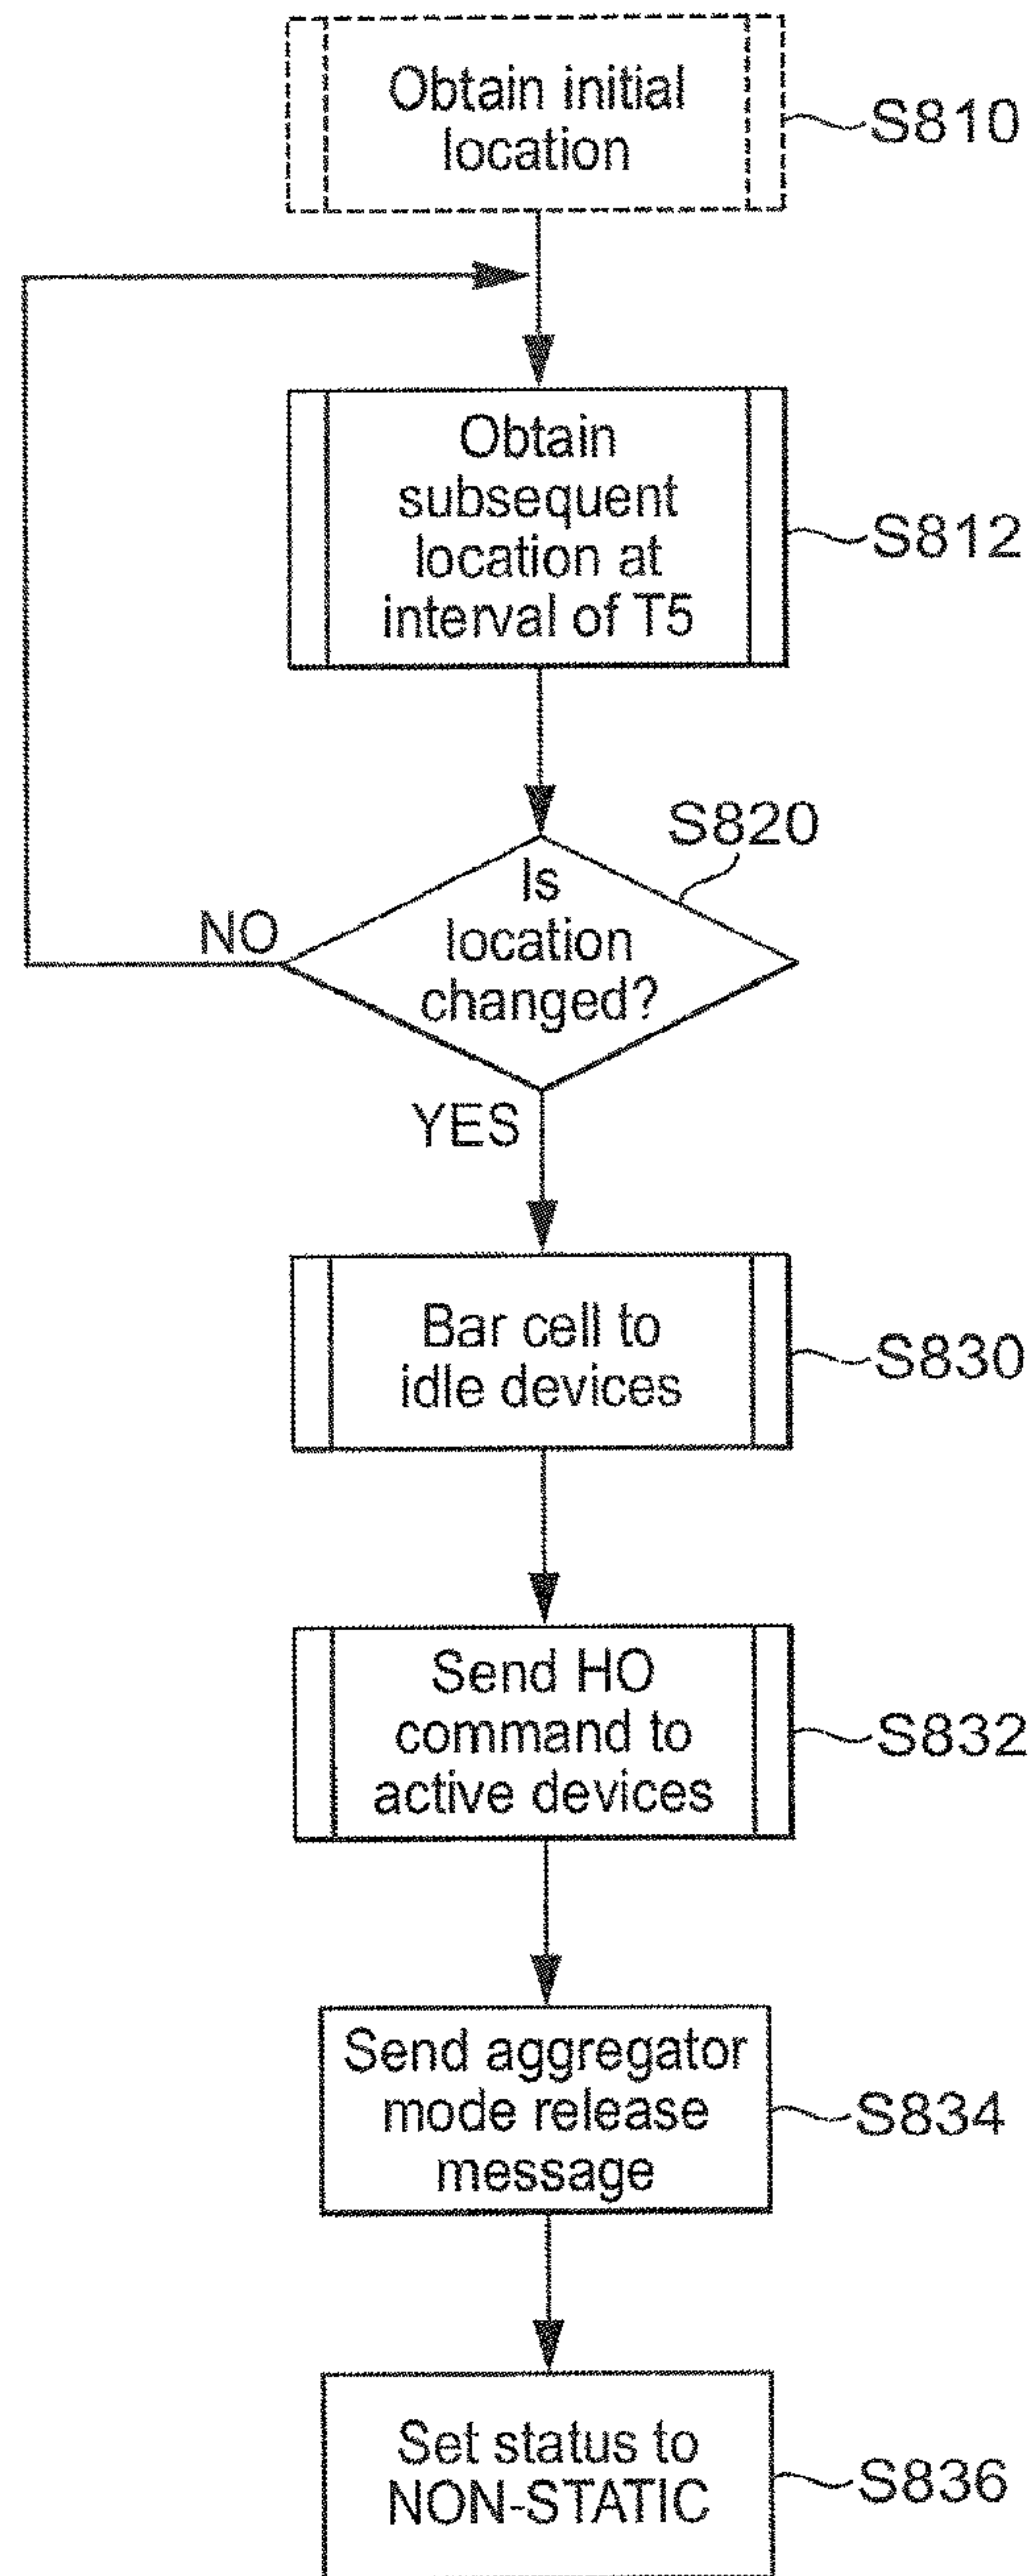 Obtain initial
location
S810
Obtain
subsequent
location at
interval of T5
S812
S820
Is
location
changed?
NO
YES
Bar cell to
idle devices
S830
Send HO
command to
active devices
S832
Send aggregator
mode release
message
S834
Set status to
NON-STATIC
S836